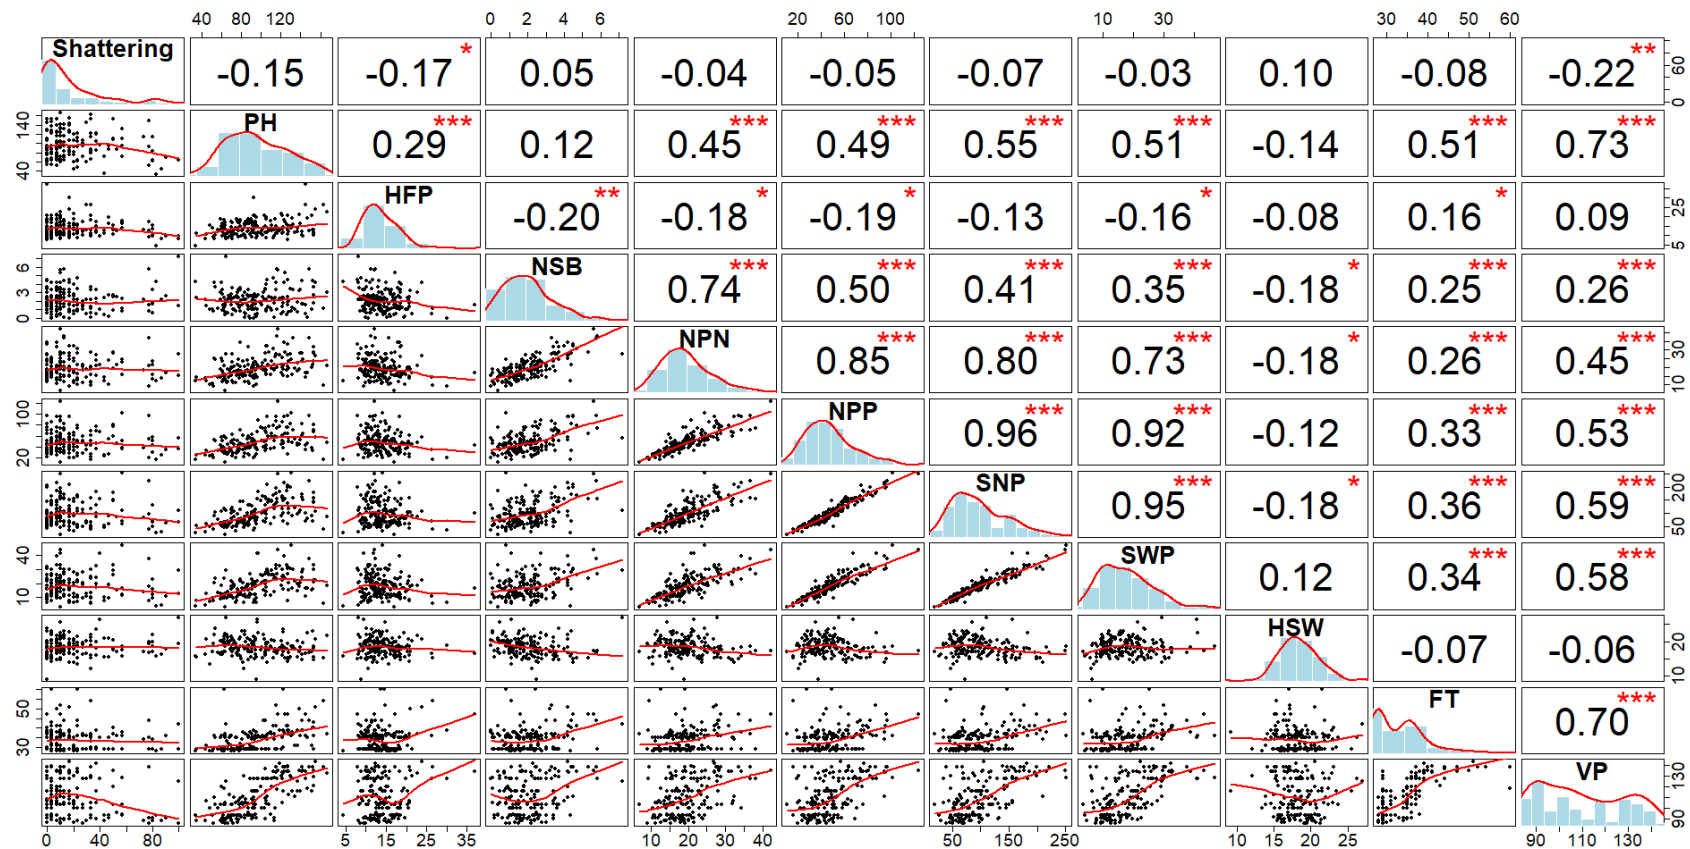 40 80 120 0 2 4 6 20 60 100 10 30 30 40 50 60
Shattering -0.15 -0.17 * 0.05 -0.04 -0.05 -0.07 -0.03 0.10 -0.08 -0.22 ** 0 60
40 140 PH 0.29 *** 0.12 0.45 *** 0.49 *** 0.55 *** 0.51 *** -0.14 0.51 *** 0.73 ***
HFP -0.20 ** -0.18 * -0.19 * -0.13 -0.16 * -0.08 0.16 * 0.09 5 25
0 3 6 NSB 0.74 *** 0.50 *** 0.41 *** 0.35 *** -0.18 * 0.25 *** 0.26 ***
NPN 0.85 *** 0.80 *** 0.73 *** -0.18 * 0.26 *** 0.45 *** 10 30
20 100 NPP 0.96 *** 0.92 *** -0.12 0.33 *** 0.53 ***
SNP 0.95 *** -0.18 * 0.36 *** 0.59 *** 50 200
10 40 SWP 0.12 0.34 *** 0.58 ***
HSW -0.07 -0.06 10 20
30 50 FT 0.70 ***
VP 90 130
0 40 80 5 15 25 35 10 20 30 40 50 150 250 10 15 20 25 90 110 130